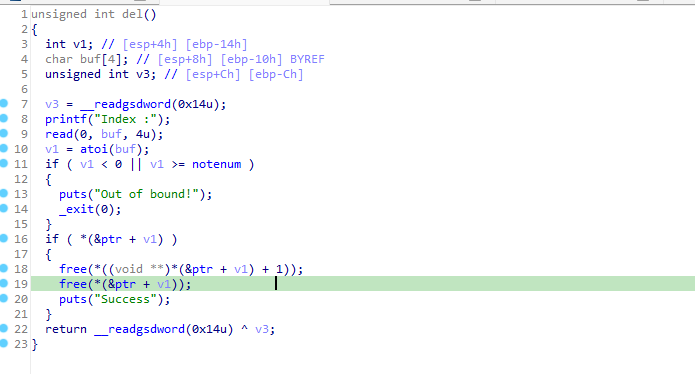 1 unsigned int del()
2 {
3 int v1; // [esp+4h] [ebp-14h]
4 char buf[4]; // [esp+8h] [ebp-10h] BYREF
5 unsigned int v3; // [esp+Ch] [ebp-Ch]
6
7 v3 = __readgsdword(0x14u);
8 printf("Index :");
9 read(0, buf, 4u);
10 v1 = atoi(buf);
11 if ( v1 < 0 || v1 >= notenum )
12 {
13 puts("Out of bound!");
14 _exit(0);
15 }
16 if ( *(&ptr + v1) )
17 {
18 free(*((void **)*(&ptr + v1) + 1));
19 free(*(&ptr + v1));
20 puts("Success");
21 }
22 return __readgsdword(0x14u) ^ v3;
23 }